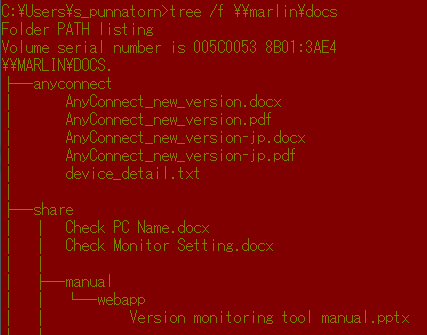 C:¥Users¥s_punnatorn>tree /f ¥¥marlin¥docs
Folder PATH listing
Volume serial number is 005C0053 8B01:3AE4
¥¥MARLIN¥DOCS.
├──anyconnect
│      AnyConnect_new_version.docx
│      AnyConnect_new_version.pdf
│      AnyConnect_new_version-jp.docx
│      AnyConnect_new_version-jp.pdf
│      device_detail.txt
│
├──share
│  │  Check PC Name.docx
│  │  Check Monitor Setting.docx
│  │
│  ├──manual
│  │  └──webapp
│  │          Version monitoring tool manual.pptx